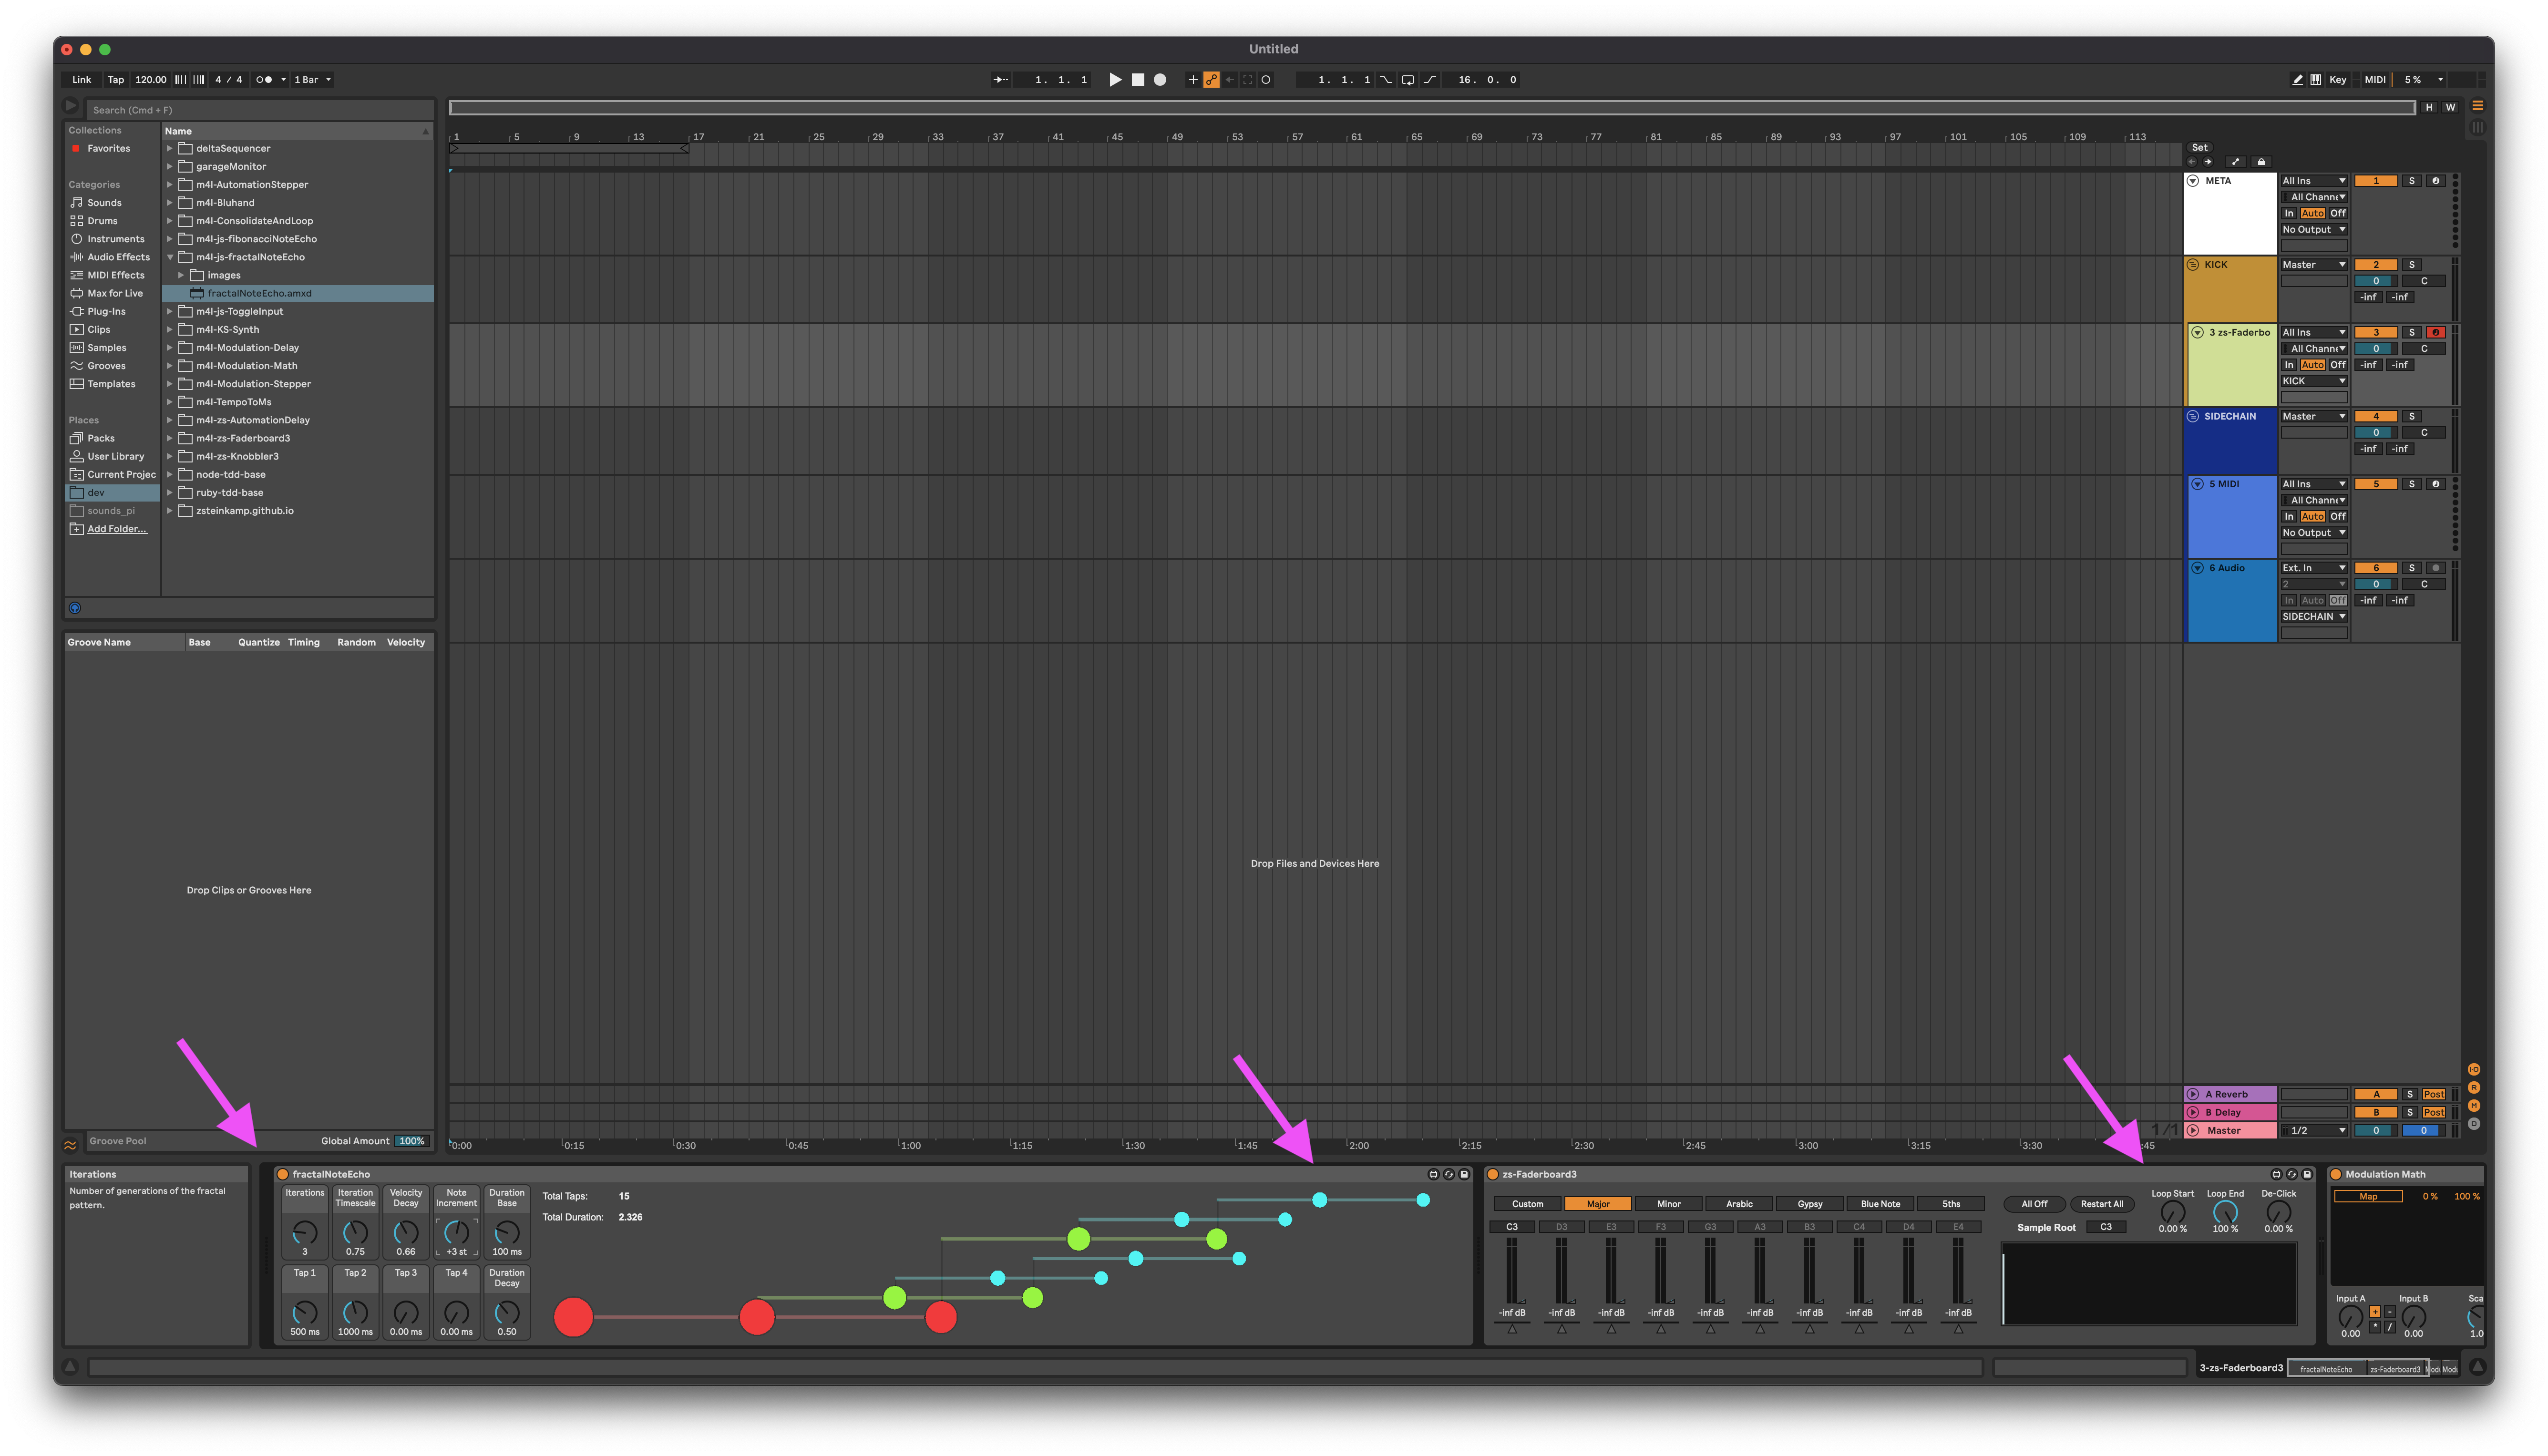 Untitled
Link Tap 120.00 4 / 4 1 Bar
1. 1. 1
1. 1. 1
16. 0. 0
Key MIDI 5 %
Search (Cmd + F)
H W
Collections
Favorites
Categories
Sounds
Drums
Instruments
Audio Effects
MIDI Effects
Max for Live
Plug-Ins
Clips
Samples
Grooves
Templates
Places
Packs
User Library
Current Projec
dev
sounds_pi
Add Folder...
Name
deltaSequencer
garageMonitor
m4l-AutomationStepper
m4l-Bluhand
m4l-ConsolidateAndLoop
m4l-js-fibonacciNoteEcho
m4l-js-fractalNoteEcho
images
fractalNoteEcho.amxd
m4l-js-ToggleInput
m4l-KS-Synth
m4l-Modulation-Delay
m4l-Modulation-Math
m4l-Modulation-Stepper
m4l-TempoToMs
m4l-zs-AutomationDelay
m4l-zs-Faderboard3
m4l-zs-Knobbler3
node-tdd-base
ruby-tdd-base
zsteinkamp.github.io
1 5 9 13 17 21 25 29 33 37 41 45 49 53 57 61 65 69 73 77 81 85 89 93 97 101 105 109 113
Set
META All Ins 1 S
All Channe
In Auto Off
No Output
KICK Master 2 S
0 C
-inf -inf
3 zs-Faderbo All Ins 3 S
All Channe 0 C
In Auto Off -inf -inf
KICK
SIDECHAIN Master 4 S
0 C
-inf -inf
5 MIDI All Ins 5 S
All Channe
In Auto Off
No Output
6 Audio Ext. In 6 S
2 0 C
In Auto Off -inf -inf
SIDECHAIN
Groove Name Base Quantize Timing Random Velocity
Drop Clips or Grooves Here
Drop Files and Devices Here
Groove Pool Global Amount 100%
A Reverb A S Post
B Delay B S Post
1/1 Master 1/2 0 0
I·O
R
M
D
0:00 0:15 0:30 0:45 1:00 1:15 1:30 1:45 2:00 2:15 2:30 2:45 3:00 3:15 3:30 :45
Iterations
Number of generations of the fractal
pattern.
fractalNoteEcho
Iterations Iteration Timescale Velocity Decay Note Increment Duration Base
3 0.75 0.66 +3 st 100 ms
Tap 1 Tap 2 Tap 3 Tap 4 Duration Decay
500 ms 1000 ms 0.00 ms 0.00 ms 0.50
Total Taps: 15
Total Duration: 2.326
zs-Faderboard3
Custom Major Minor Arabic Gypsy Blue Note 5ths
C3 D3 E3 F3 G3 A3 B3 C4 D4 E4
-inf dB -inf dB -inf dB -inf dB -inf dB -inf dB -inf dB -inf dB -inf dB -inf dB
All Off Restart All
Sample Root C3
Loop Start Loop End De-Click
0.00 % 100 % 0.00 %
Modulation Math
Map 0 % 100 %
Input A + - Input B Sca
* /
0.00 0.00 1.0
3-zs-Faderboard3 fractalNoteEcho zs-Faderboard3 Modu Modu